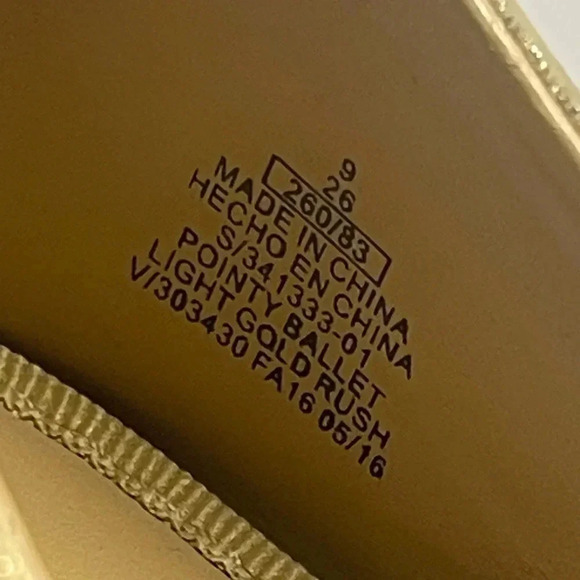 9
26
260/83
MADE IN CHINA
HECHO EN CHINA
S/341333-01
POINTY BALLET
LIGHT GOLD RUSH
V/303430 FA16 05/16